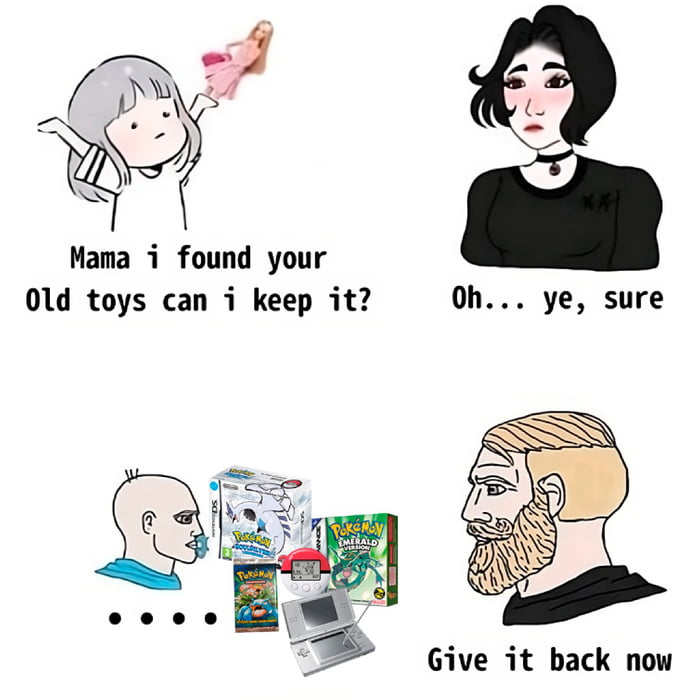 Mama i found your
Old toys can i keep it?
Oh... ye, sure
POKéMON
POKéMON
EMERALD
VERSION
POKéMON
....
Give it back now